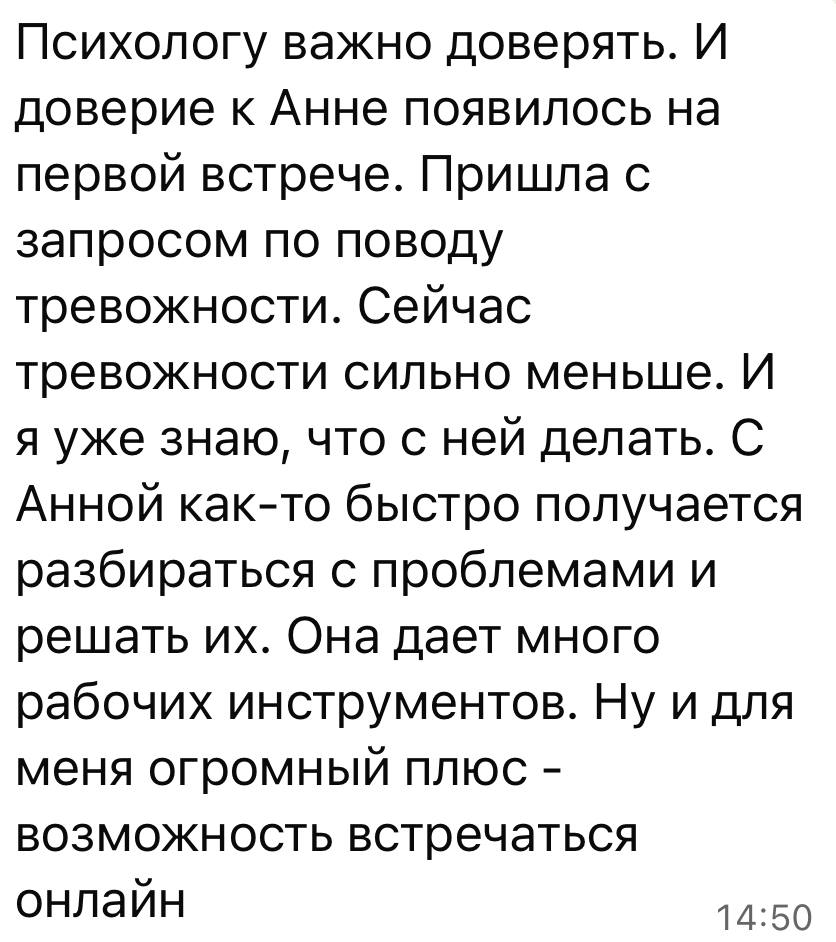 Психологу важно доверять. И
доверие к Анне появилось на
первой встрече. Пришла с
запросом по поводу
тревожности. Сейчас
тревожности сильно меньше. И
я уже знаю, что с ней делать. С
Анной как-то быстро получается
разбираться с проблемами и
решать их. Она дает много
рабочих инструментов. Ну и для
меня огромный плюс -
возможность встречаться
онлайн
14:50